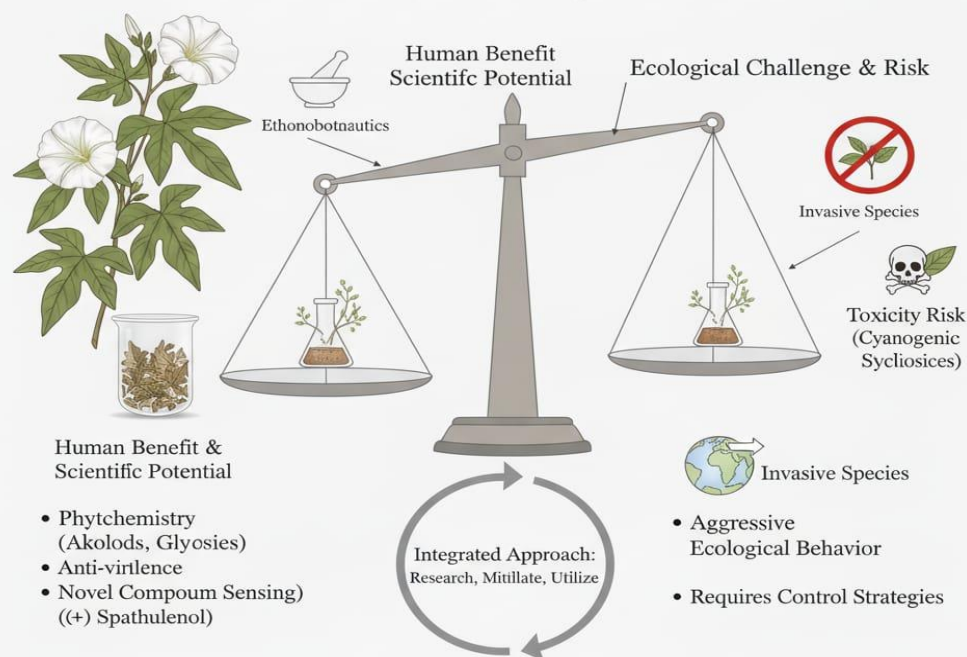 Human Benefit
Scientifc Potential
Ecological Challenge & Risk
Ethonobotnautics
Invasive Species
Toxicity Risk
(Cyanogenic
Sycliosices)
Human Benefit &
Scientific Potential
• Phytchemistry
(Akolods, Glyosies)
• Anti-virtlence
• Novel Compoum Sensing)
((+) Spathulenol)
Integrated Approach:
Research, Mitillate, Utilize
Invasive Species
• Aggressive
Ecological Behavior
• Requires Control Strategies